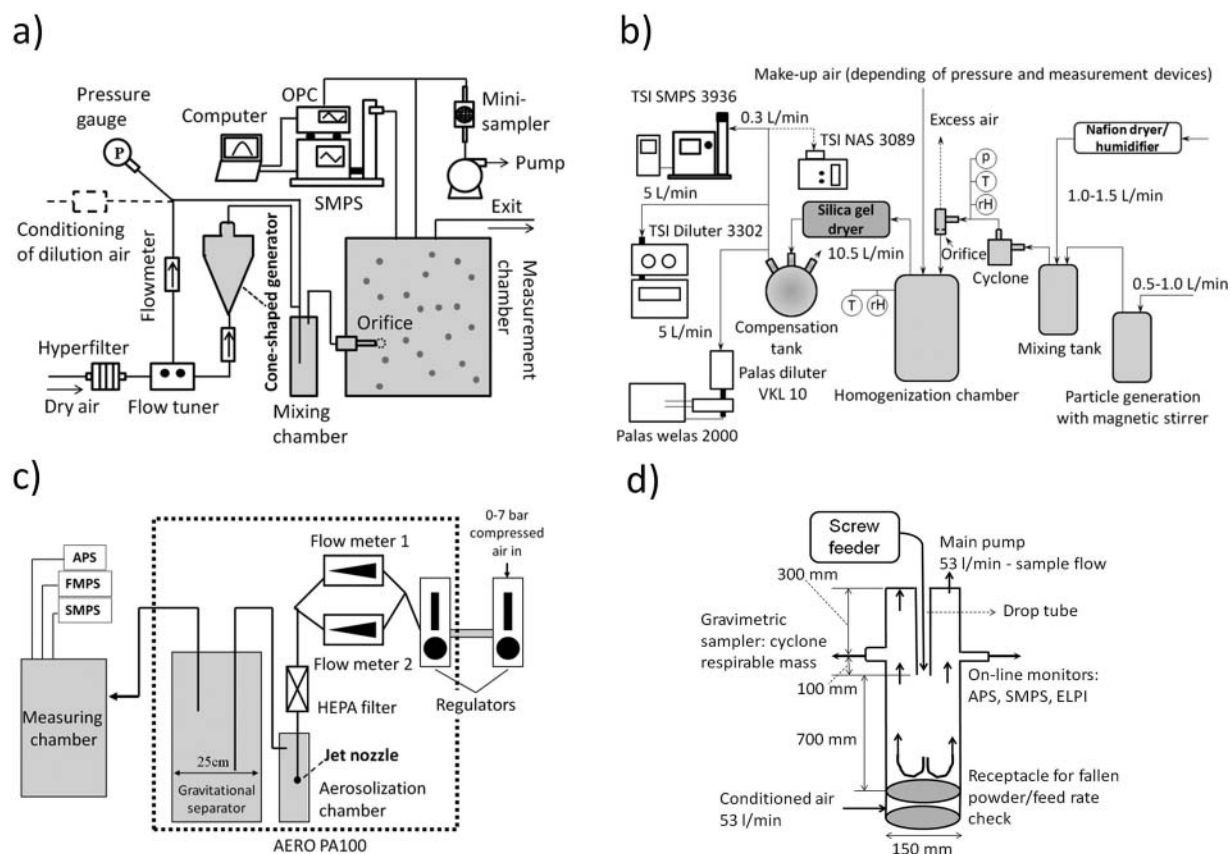 a)
Pressure
gauge
P
Computer
OPC
SMPS
Mini-
sampler
Pump
Exit
Conditioning
of dilution air
Flowmeter
Cone-shaped generator
Orifice
Measurement
chamber
Hyperfilter
Dry air
Flow tuner
Mixing
chamber
b)
Make-up air (depending of pressure and measurement devices)
TSI SMPS 3936
0.3 L/min
TSI NAS 3089
Excess air
p
T
rH
Nafion dryer/
humidifier
1.0-1.5 L/min
5 L/min
TSI Diluter 3302
Silica gel
dryer
10.5 L/min
Orifice
Cyclone
0.5-1.0 L/min
T
rH
5 L/min
Compensation
tank
Mixing tank
Palas diluter
VKL 10
Homogenization chamber
Particle generation
with magnetic stirrer
Palas welas 2000
c)
APS
FMPS
SMPS
Measuring
chamber
25cm
Gravitational
separator
Flow meter 1
Flow meter 2
HEPA filter
Jet nozzle
Aerosolization
chamber
0-7 bar
compressed
air in
Regulators
AERO PA100
d)
Screw
feeder
Main pump
53 l/min - sample flow
300 mm
Drop tube
Gravimetric
sampler: cyclone
respirable mass
100 mm
On-line monitors:
APS, SMPS, ELPI
700 mm
Receptacle for fallen
powder/feed rate
check
Conditioned air
53 l/min
150 mm